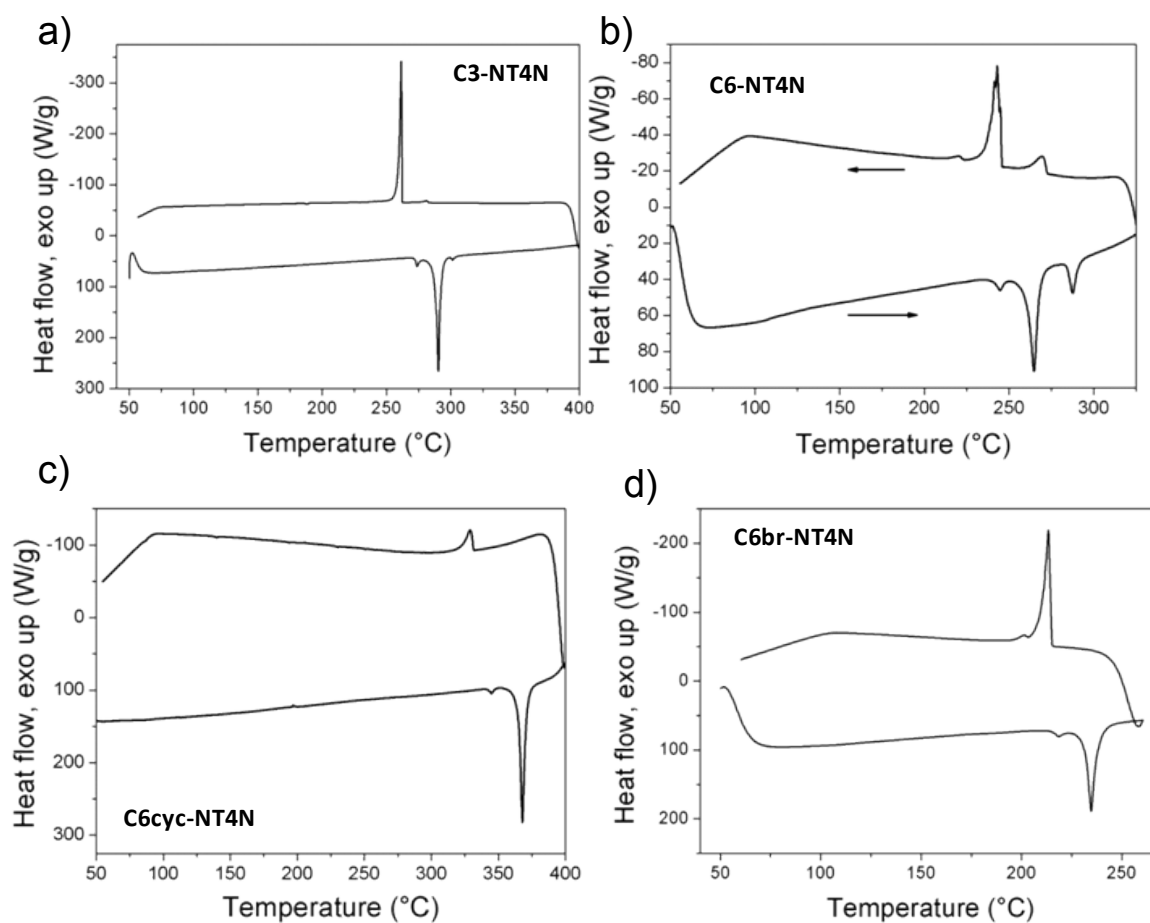 a)
C3-NT4N
-300
-200
-100
0
100
200
300
50 100 150 200 250 300 350 400
Heat flow, exo up (W/g)
Temperature (°C)
b)
C6-NT4N
-80
-60
-40
-20
0
20
40
60
80
100
50 100 150 200 250 300
Heat flow, exo up (W/g)
Temperature (°C)
c)
C6cyc-NT4N
-100
0
100
200
300
50 100 150 200 250 300 350 400
Heat flow, exo up (W/g)
Temperature (°C)
d)
C6br-NT4N
-200
-100
0
100
200
50 100 150 200 250
Heat flow, exo up (W/g)
Temperature (°C)